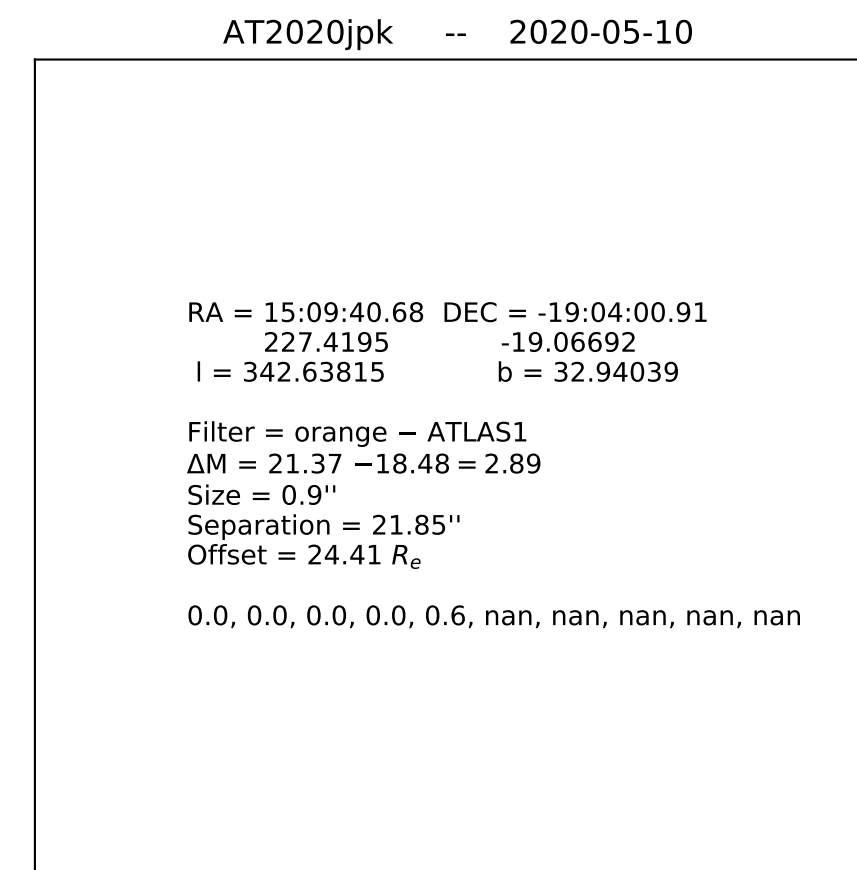 AT2020jpk -- 2020-05-10
RA = 15:09:40.68 DEC = -19:04:00.91
227.4195 -19.06692
l = 342.63815 b = 32.94039
Filter = orange − ATLAS1
ΔM = 21.37 −18.48 = 2.89
Size = 0.9''
Separation = 21.85''
Offset = 24.41 Rₑ
0.0, 0.0, 0.0, 0.0, 0.6, nan, nan, nan, nan, nan